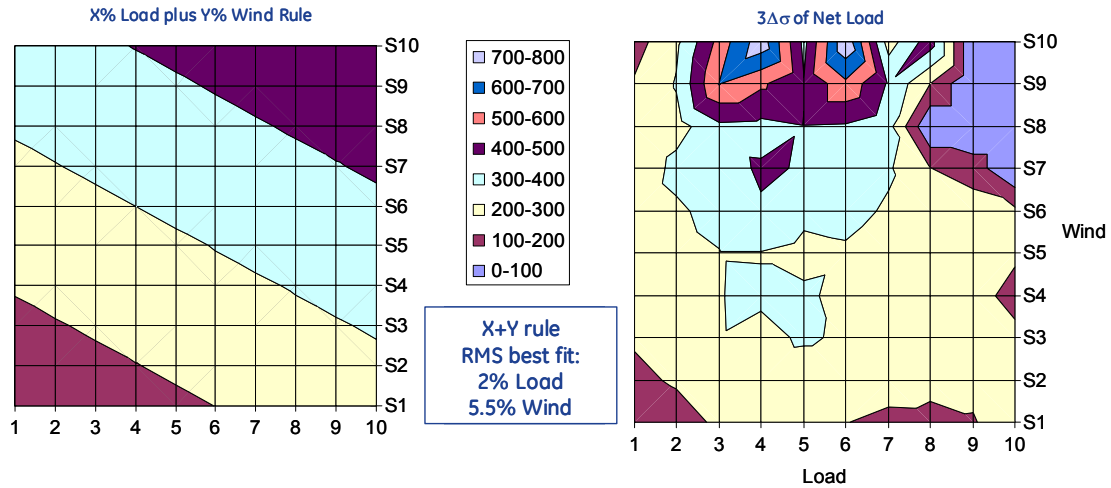 X% Load plus Y% Wind Rule
3Δσ of Net Load
S10
S9
S8
S7
S6
S5
S4
S3
S2
S1
1 2 3 4 5 6 7 8 9 10
700-800
600-700
500-600
400-500
300-400
200-300
100-200
0-100
X+Y rule
RMS best fit:
2% Load
5.5% Wind
S10
S9
S8
S7
S6
S5
S4
S3
S2
S1
Wind
1 2 3 4 5 6 7 8 9 10
Load